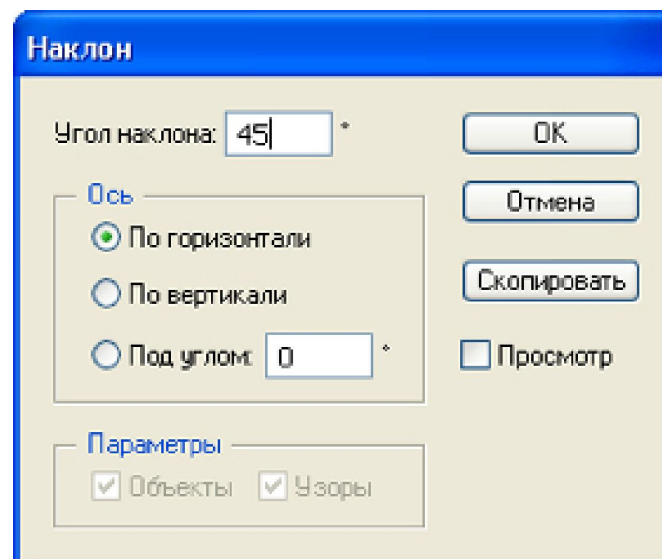 Наклон
Угол наклона: 45 °
OK
Ось
Отмена
По горизонтали
По вертикали
Скопировать
Под углом: 0 °
Просмотр
Параметры
Объекты Узоры